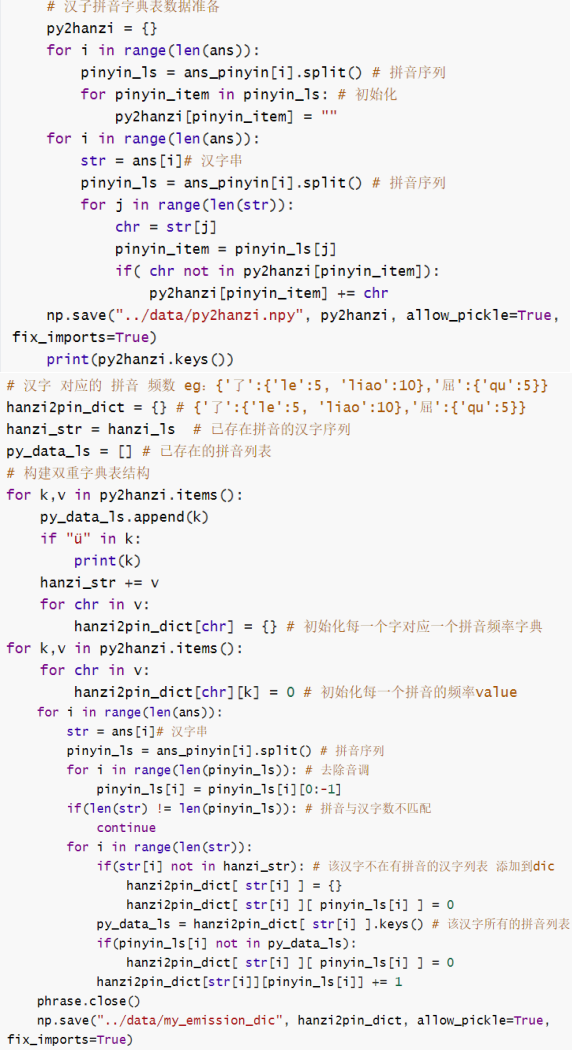 # 汉子拼音字典表数据准备
py2hanzi = {}
for i in range(len(ans)):
pinyin_ls = ans_pinyin[i].split() # 拼音序列
for pinyin_item in pinyin_ls: # 初始化
py2hanzi[pinyin_item] = ""
for i in range(len(ans)):
str = ans[i]# 汉字串
pinyin_ls = ans_pinyin[i].split() # 拼音序列
for j in range(len(str)):
chr = str[j]
pinyin_item = pinyin_ls[j]
if( chr not in py2hanzi[pinyin_item]):
py2hanzi[pinyin_item] += chr
np.save("../data/py2hanzi.npy", py2hanzi, allow_pickle=True,
fix_imports=True)
print(py2hanzi.keys())
# 汉字 对应的 拼音 频数 eg: {'了':{'le':5, 'liao':10},'屈':{'qu':5}}
hanzi2pin_dict = {} # {'了':{'le':5, 'liao':10},'屈':{'qu':5}}
hanzi_str = hanzi_ls # 已存在拼音的汉字序列
py_data_ls = [] # 已存在的拼音列表
# 构建双重字典表结构
for k,v in py2hanzi.items():
py_data_ls.append(k)
if "ü" in k:
print(k)
hanzi_str += v
for chr in v:
hanzi2pin_dict[chr] = {} # 初始化每一个字对应一个拼音频率字典
for k,v in py2hanzi.items():
for chr in v:
hanzi2pin_dict[chr][k] = 0 # 初始化每一个拼音的频率value
for i in range(len(ans)):
str = ans[i]# 汉字串
pinyin_ls = ans_pinyin[i].split() # 拼音序列
for i in range(len(pinyin_ls)): # 去除音调
pinyin_ls[i] = pinyin_ls[i][0:-1]
if(len(str) != len(pinyin_ls)): # 拼音与汉字数不匹配
continue
for i in range(len(str)):
if(str[i] not in hanzi_str): # 该汉字不在有拼音的汉字列表 添加到dic
hanzi2pin_dict[ str[i] ] = {}
hanzi2pin_dict[ str[i] ][ pinyin_ls[i] ] = 0
py_data_ls = hanzi2pin_dict[ str[i] ].keys() # 该汉字所有的拼音列表
if(pinyin_ls[i] not in py_data_ls):
hanzi2pin_dict[ str[i] ][ pinyin_ls[i] ] = 0
hanzi2pin_dict[str[i]][pinyin_ls[i]] += 1
phrase.close()
np.save("../data/my_emission_dic", hanzi2pin_dict, allow_pickle=True,
fix_imports=True)